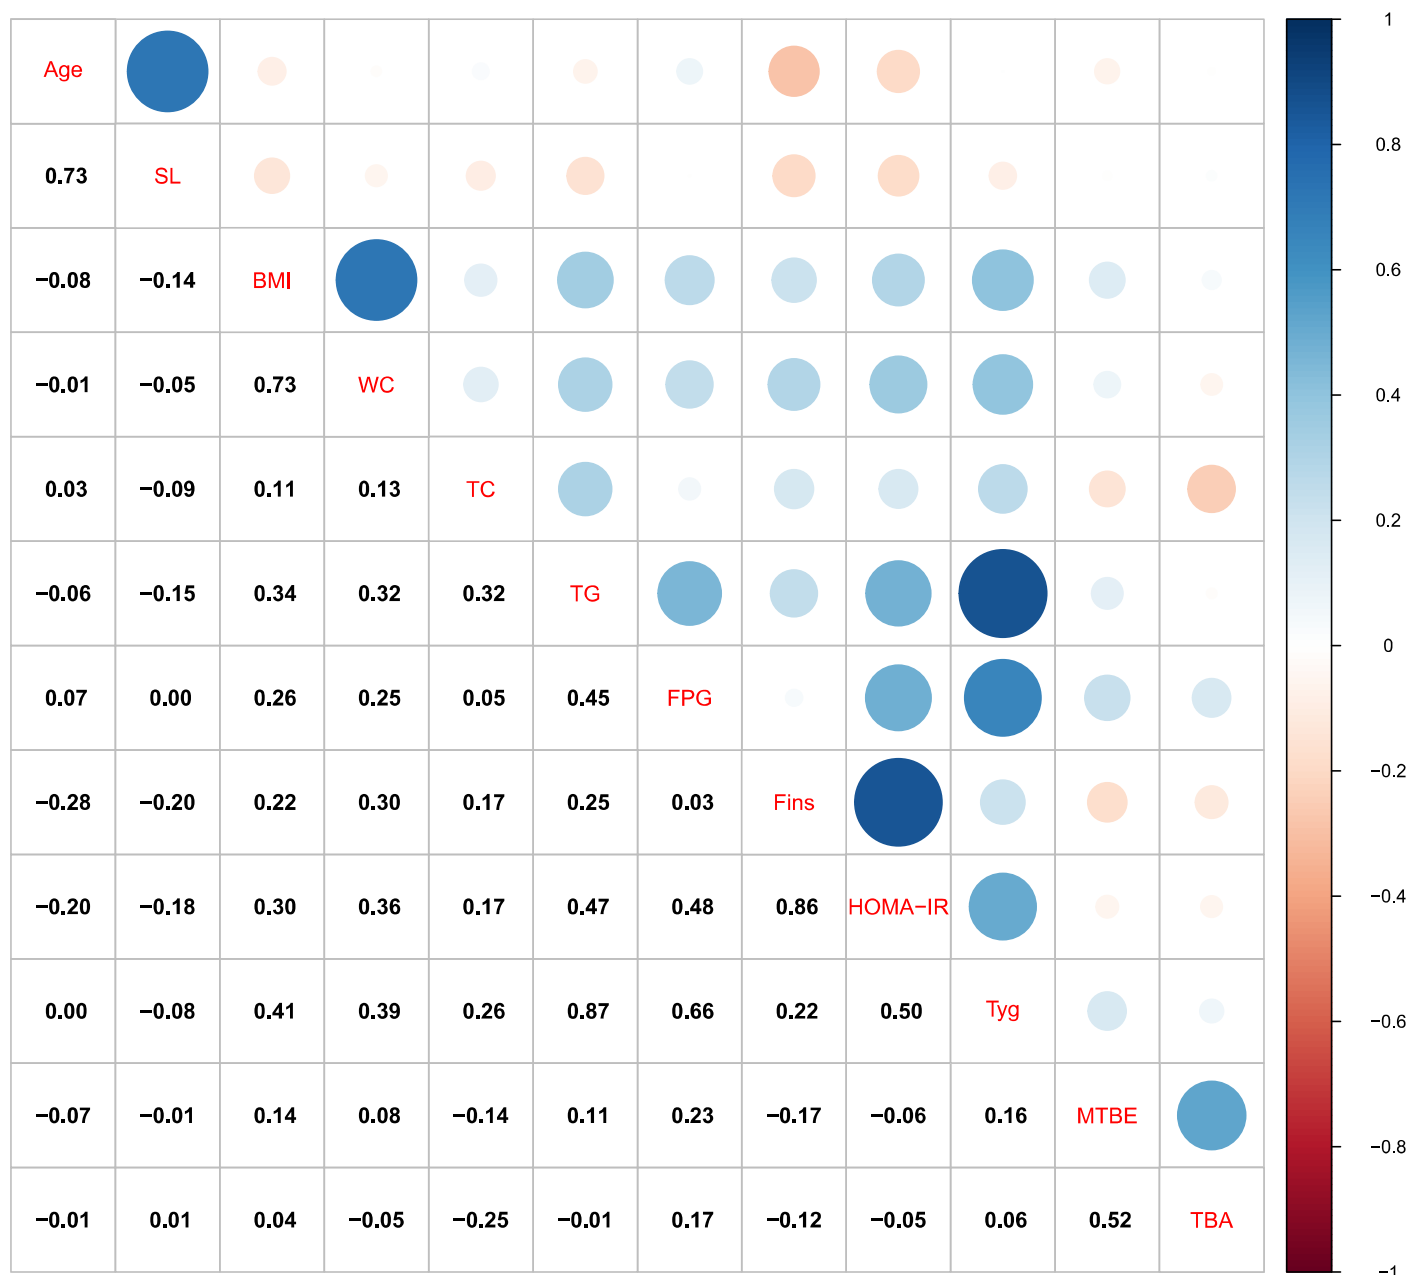 Age
0.73 SL
−0.08 −0.14 BMI
−0.01 −0.05 0.73 WC
0.03 −0.09 0.11 0.13 TC
−0.06 −0.15 0.34 0.32 0.32 TG
0.07 0.00 0.26 0.25 0.05 0.45 FPG
−0.28 −0.20 0.22 0.30 0.17 0.25 0.03 Fins
−0.20 −0.18 0.30 0.36 0.17 0.47 0.48 0.86 HOMA−IR
0.00 −0.08 0.41 0.39 0.26 0.87 0.66 0.22 0.50 Tyg
−0.07 −0.01 0.14 0.08 −0.14 0.11 0.23 −0.17 −0.06 0.16 MTBE
−0.01 0.01 0.04 −0.05 −0.25 −0.01 0.17 −0.12 −0.05 0.06 0.52 TBA
1
0.8
0.6
0.4
0.2
0
−0.2
−0.4
−0.6
−0.8
−1